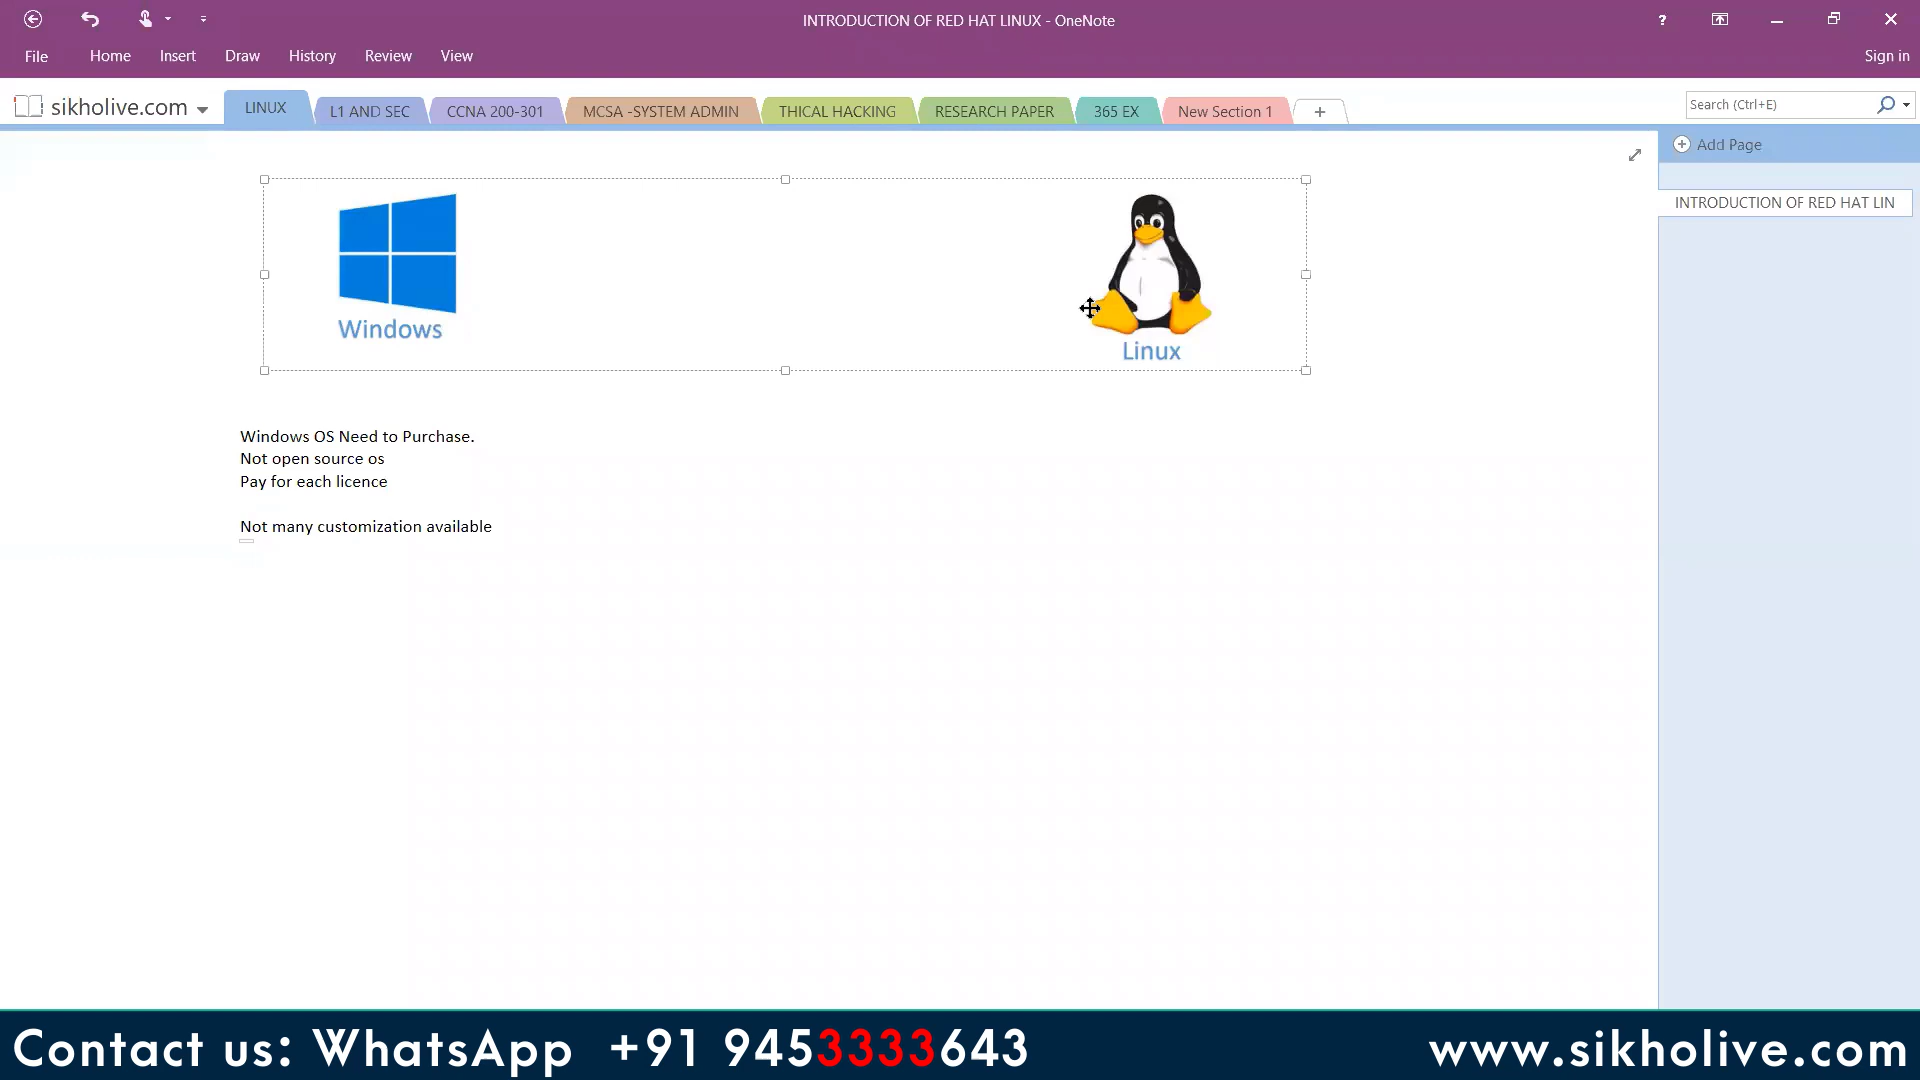 INTRODUCTION OF RED HAT LINUX - OneNote
?
File Home Insert Draw History Review View Sign in
sikholive.com LINUX L1 AND SEC CCNA 200-301 MCSA -SYSTEM ADMIN THICAL HACKING RESEARCH PAPER 365 EX New Section 1 + Search (Ctrl+E)
Add Page
INTRODUCTION OF RED HAT LIN
Windows
Linux
Windows OS Need to Purchase.
Not open source os
Pay for each licence
Not many customization available
Contact us: WhatsApp +91 9453333643 www.sikholive.com